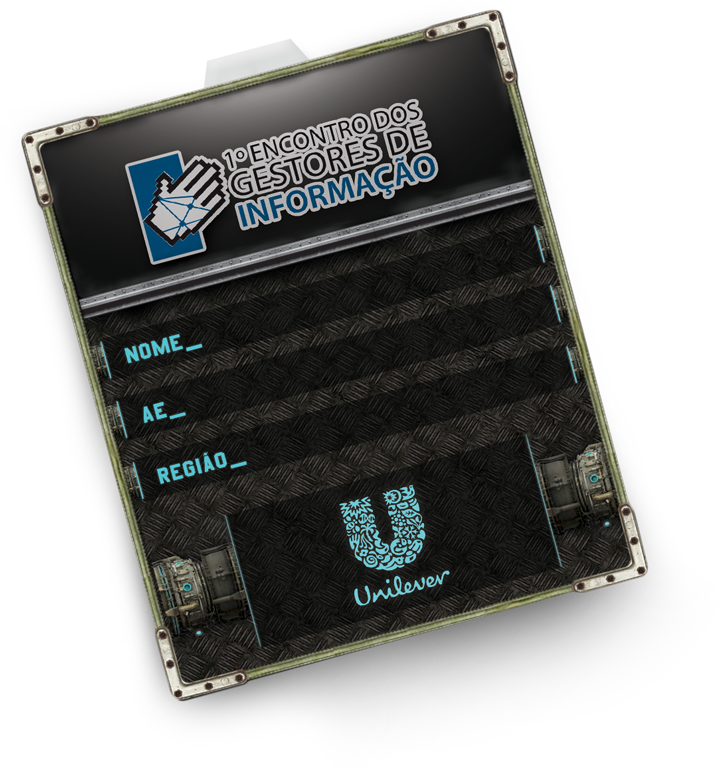 1º ENCONTRO DOS
GESTORES DE
INFORMAÇÃO
NOME_
AE_
REGIÃO_
Unilever